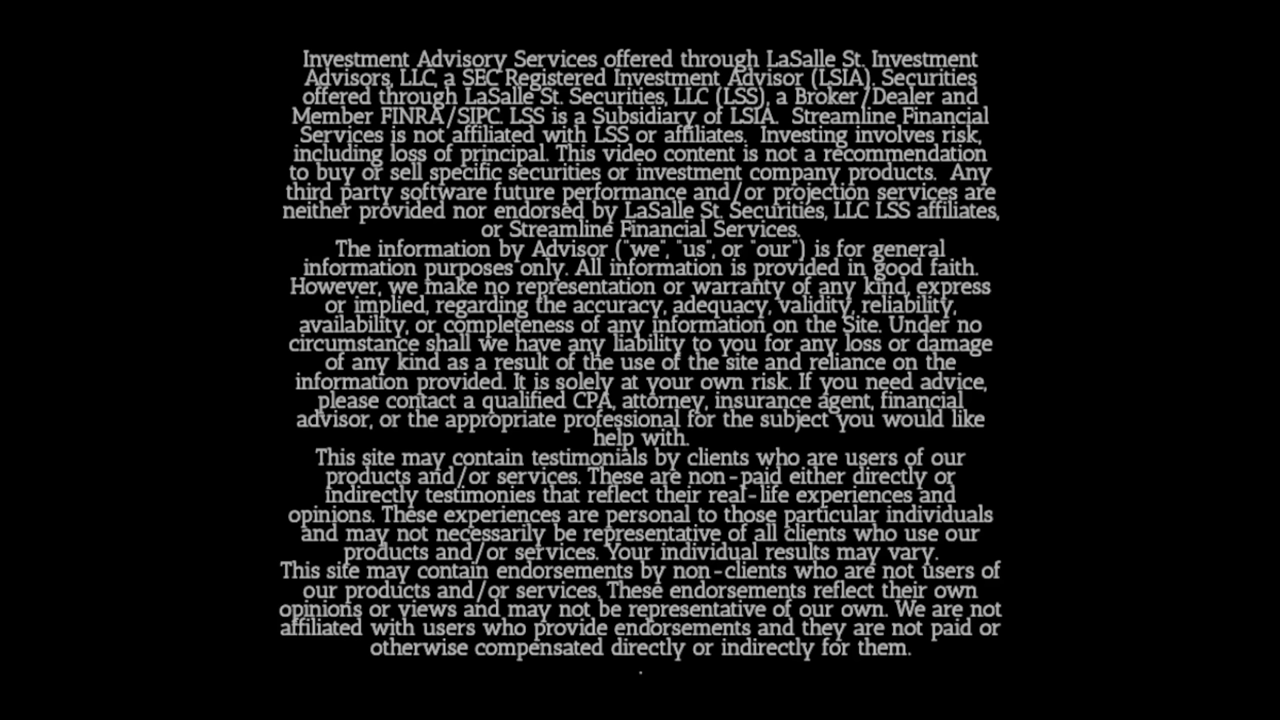 Investment Advisory Services offered through LaSalle St. Investment
Advisors, LLC, a SEC Registered Investment Advisor (LSIA). Securities
offered through LaSalle St. Securities, LLC (LSS), a Broker/Dealer and
Member FINRA/SIPC. LSS is a Subsidiary of LSIA. Streamline Financial
Services is not affiliated with LSS or affiliates. Investing involves risk,
including loss of principal. This video content is not a recommendation
to buy or sell specific securities or investment company products. Any
third party software future performance and/or projection services are
neither provided nor endorsed by LaSalle St. Securities, LLC LSS affiliates,
or Streamline Financial Services.
The information by Advisor ("we", "us", or "our") is for general
information purposes only. All information is provided in good faith.
However, we make no representation or warranty of any kind, express
or implied, regarding the accuracy, adequacy, validity, reliability,
availability, or completeness of any information on the Site. Under no
circumstance shall we have any liability to you for any loss or damage
of any kind as a result of the use of the site and reliance on the
information provided. It is solely at your own risk. If you need advice,
please contact a qualified CPA, attorney, insurance agent, financial
advisor, or the appropriate professional for the subject you would like
help with.
This site may contain testimonials by clients who are users of our
products and/or services. These are non-paid either directly or
indirectly testimonies that reflect their real-life experiences and
opinions. These experiences are personal to those particular individuals
and may not necessarily be representative of all clients who use our
products and/or services. Your individual results may vary.
This site may contain endorsements by non-clients who are not users of
our products and/or services. These endorsements reflect their own
opinions or views and may not be representative of our own. We are not
affiliated with users who provide endorsements and they are not paid or
otherwise compensated directly or indirectly for them.
.